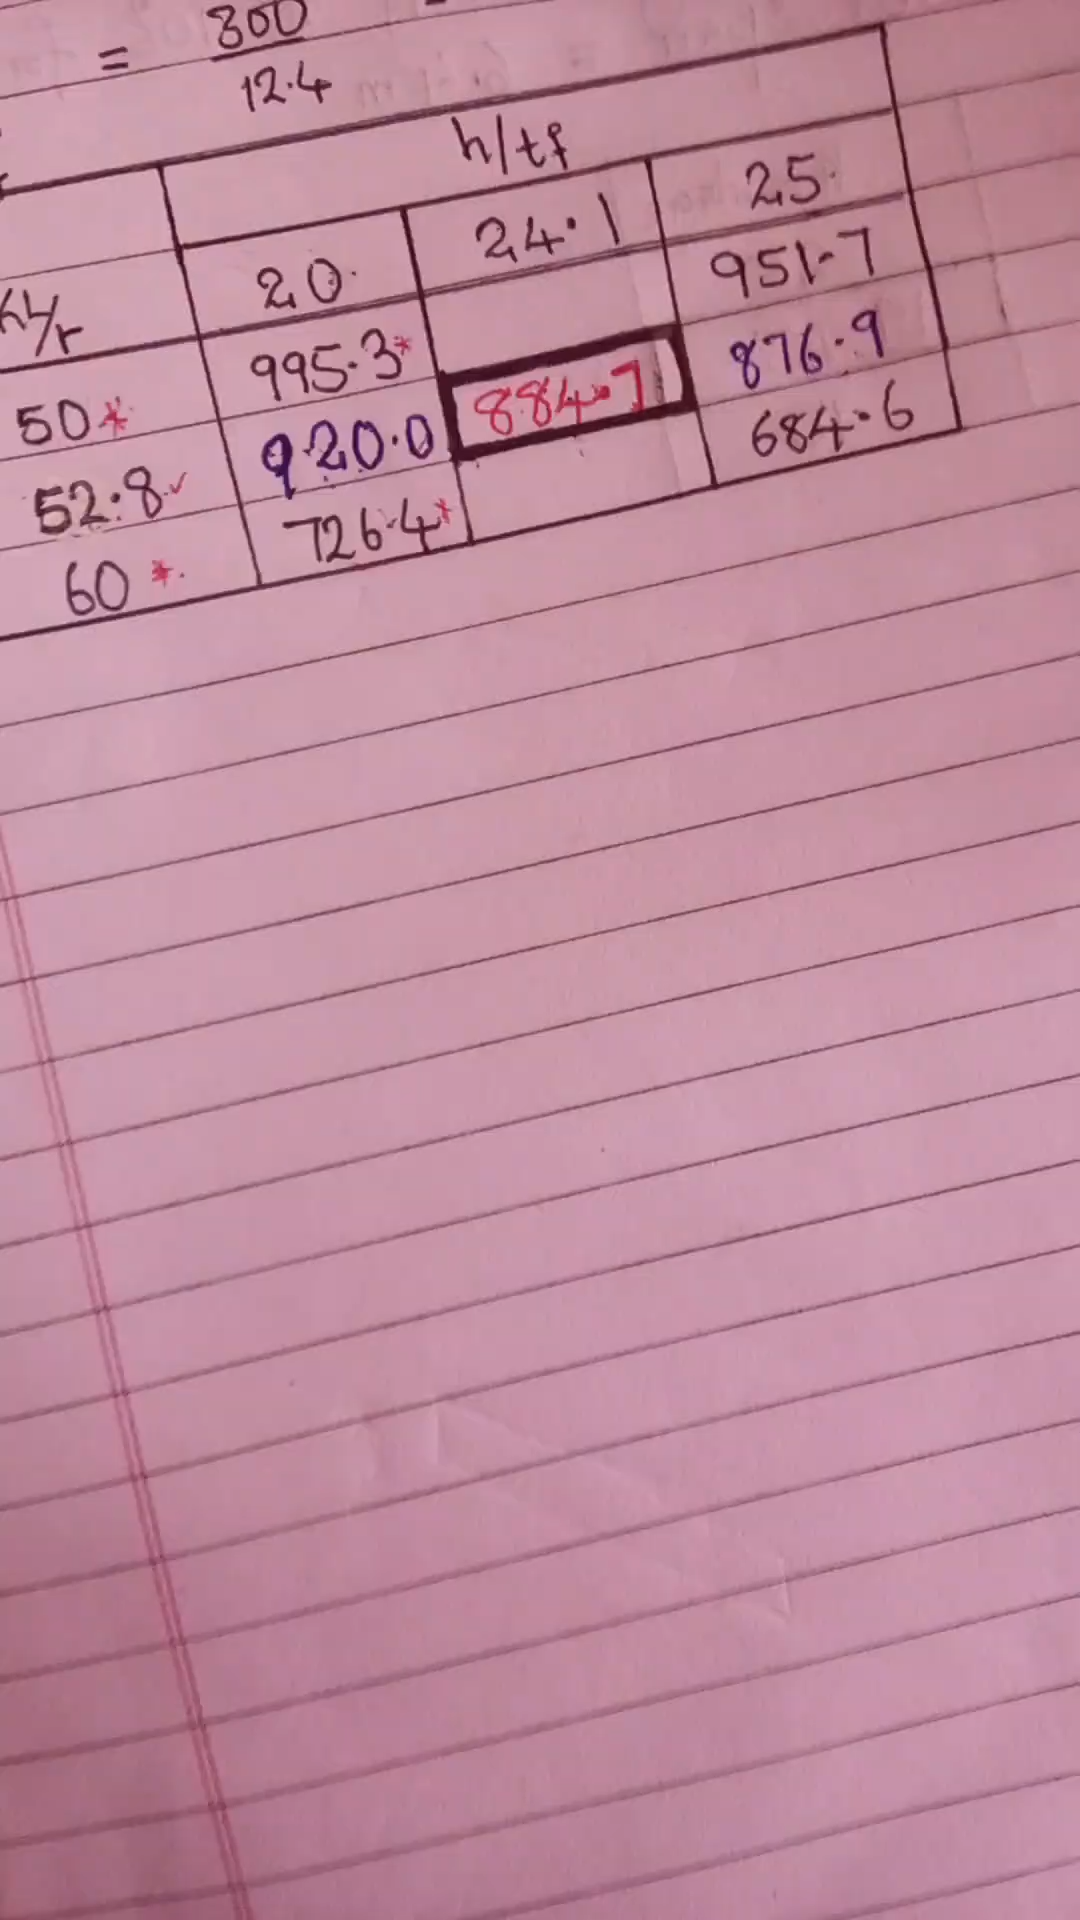 = 300
12.4
h/tf
KL/r 20 24.1 25
50* 995.3* 951.7
52.8✓ 920.0 884.7 876.9
60* 726.4* 684.6